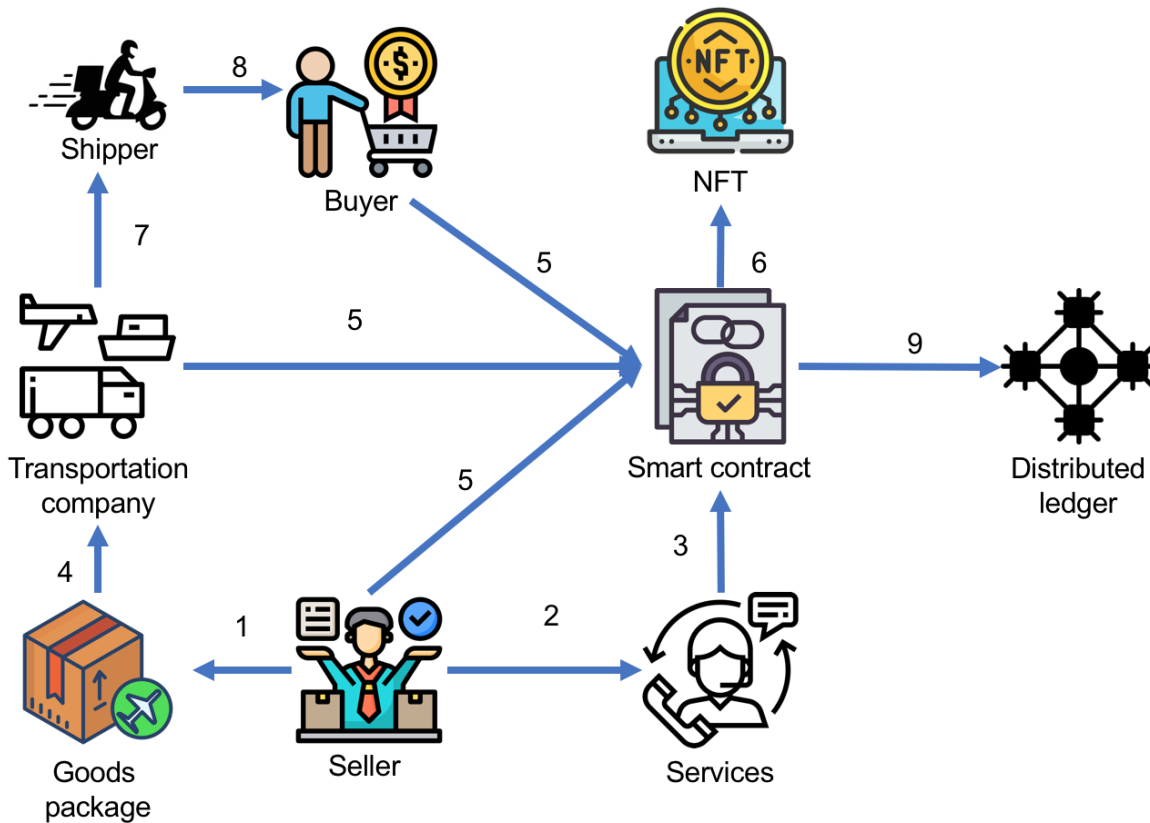 NFT
8
Shipper
Buyer
NFT
7
5
6
5
9
Transportation
company
Smart contract
Distributed
ledger
5
3
4
1
2
Goods
package
Seller
Services